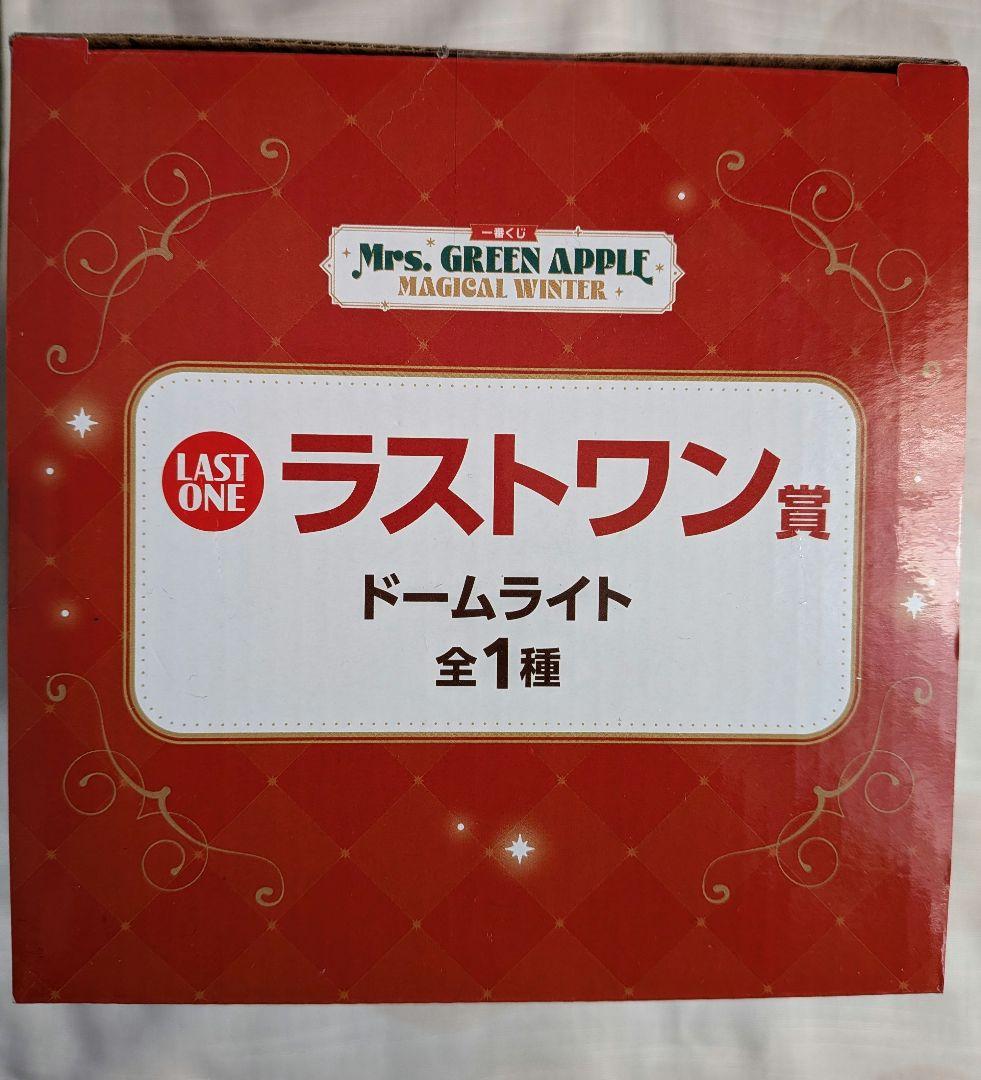 一番くじ
Mrs. GREEN APPLE
MAGICAL WINTER
LAST
ONE
ラストワン賞
ドームライト
全1種